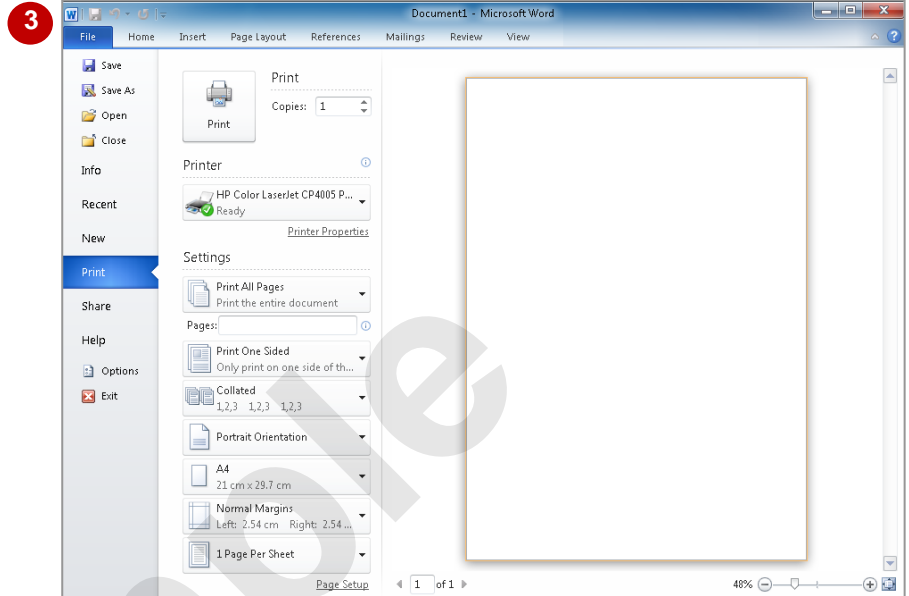 3
Document1 - Microsoft Word
File Home Insert Page Layout References Mailings Review View
Save
Save As
Open
Close
Info
Recent
New
Print
Share
Help
Options
Exit
Print
Print
Copies: 1
Printer
HP Color LaserJet CP4005 P...
Ready
Printer Properties
Settings
Print All Pages
Print the entire document
Pages:
Print One Sided
Only print on one side of th...
Collated
1,2,3 1,2,3 1,2,3
Portrait Orientation
A4
21 cm x 29.7 cm
Normal Margins
Left: 2.54 cm Right: 2.54 ...
1 Page Per Sheet
Page Setup
1 of 1
48%